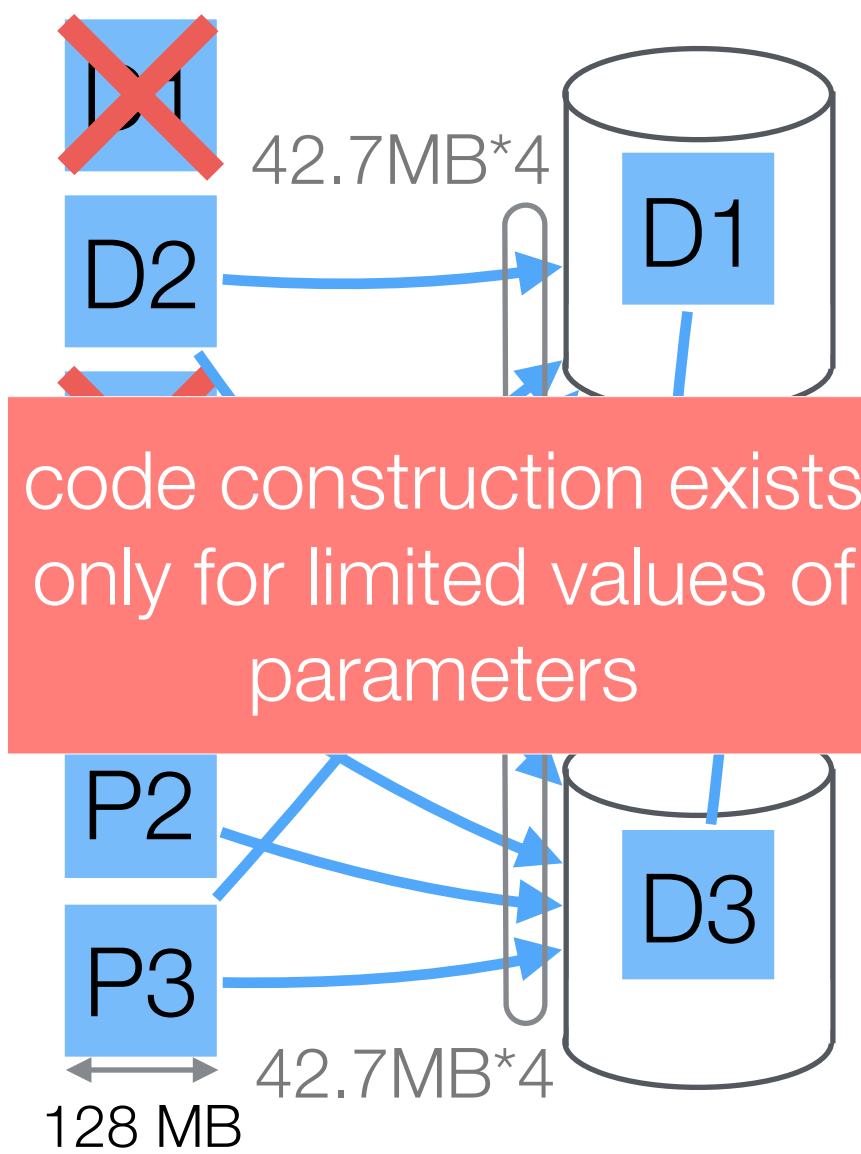 D1
42.7MB*4
D1
D2
code construction exists
only for limited values of
parameters
P2
D3
P3
42.7MB*4
128 MB